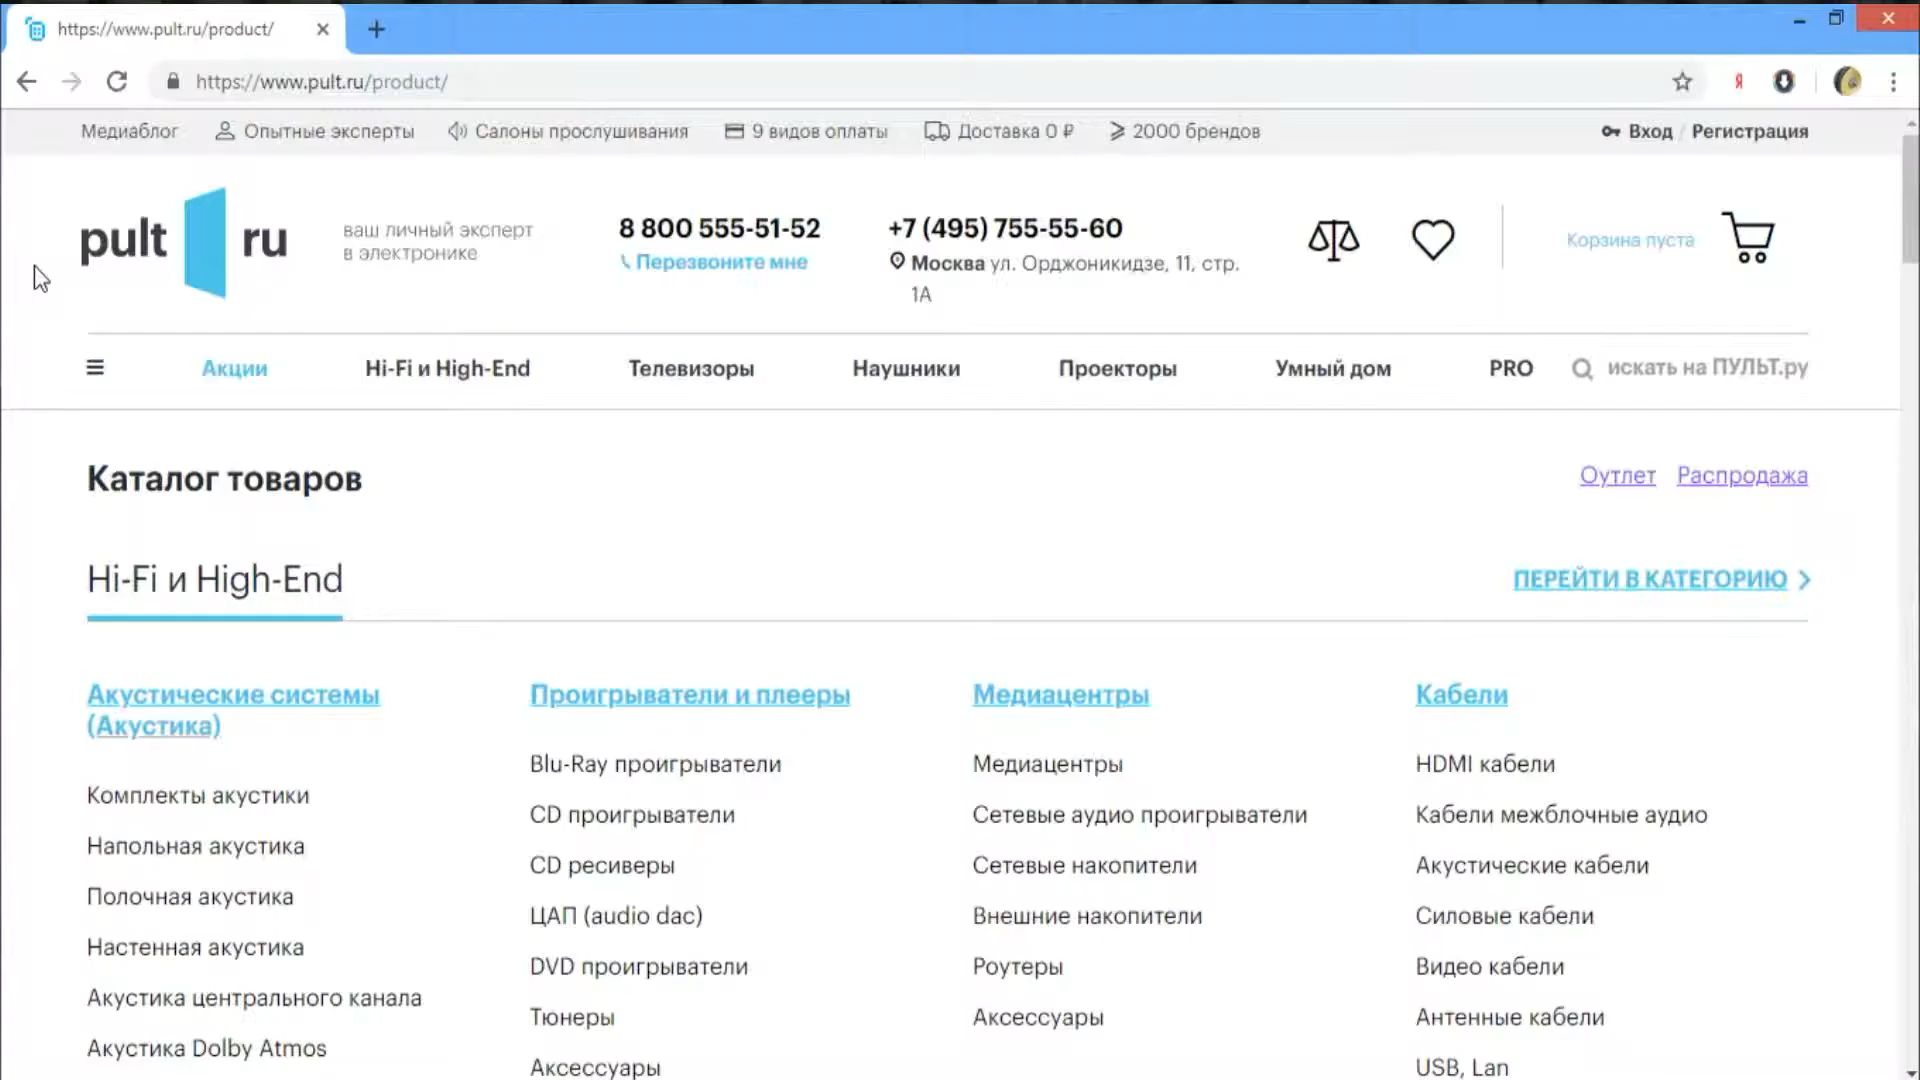 https://www.pult.ru/product/
https://www.pult.ru/product/
Я
Медиаблог Опытные эксперты Салоны прослушивания 9 видов оплаты Доставка 0 ₽ 2000 брендов Вход / Регистрация
pult ru
ваш личный эксперт
в электронике
8 800 555-51-52
Перезвоните мне
+7 (495) 755-55-60
Москва ул. Орджоникидзе, 11, стр.
1А
Корзина пуста
Акции Hi-Fi и High-End Телевизоры Наушники Проекторы Умный дом PRO искать на ПУЛЬТ.ру
Каталог товаров
Оутлет Распродажа
Hi-Fi и High-End
ПЕРЕЙТИ В КАТЕГОРИЮ
Акустические системы
(Акустика)
Комплекты акустики
Напольная акустика
Полочная акустика
Настенная акустика
Акустика центрального канала
Акустика Dolby Atmos
Проигрыватели и плееры
Blu-Ray проигрыватели
CD проигрыватели
CD ресиверы
ЦАП (audio dac)
DVD проигрыватели
Тюнеры
Аксессуары
Медиацентры
Медиацентры
Сетевые аудио проигрыватели
Сетевые накопители
Внешние накопители
Роутеры
Аксессуары
Кабели
HDMI кабели
Кабели межблочные аудио
Акустические кабели
Силовые кабели
Видео кабели
Антенные кабели
USB, Lan